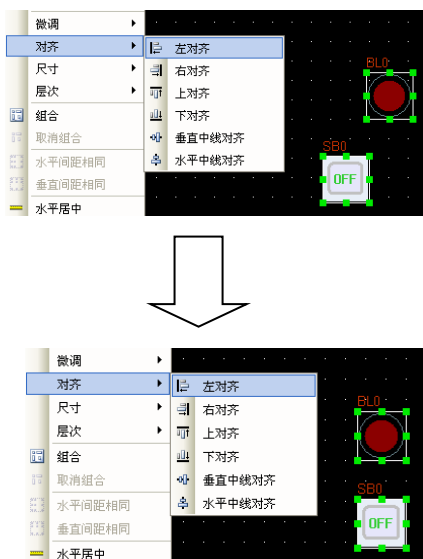 微调
对齐
尺寸
层次
组合
取消组合
水平间距相同
垂直间距相同
水平居中
左对齐
右对齐
上对齐
下对齐
垂直中线对齐
水平中线对齐
BL0
SB0
OFF
微调
对齐
尺寸
层次
组合
取消组合
水平间距相同
垂直间距相同
水平居中
左对齐
右对齐
上对齐
下对齐
垂直中线对齐
水平中线对齐
BL0
SB0
OFF